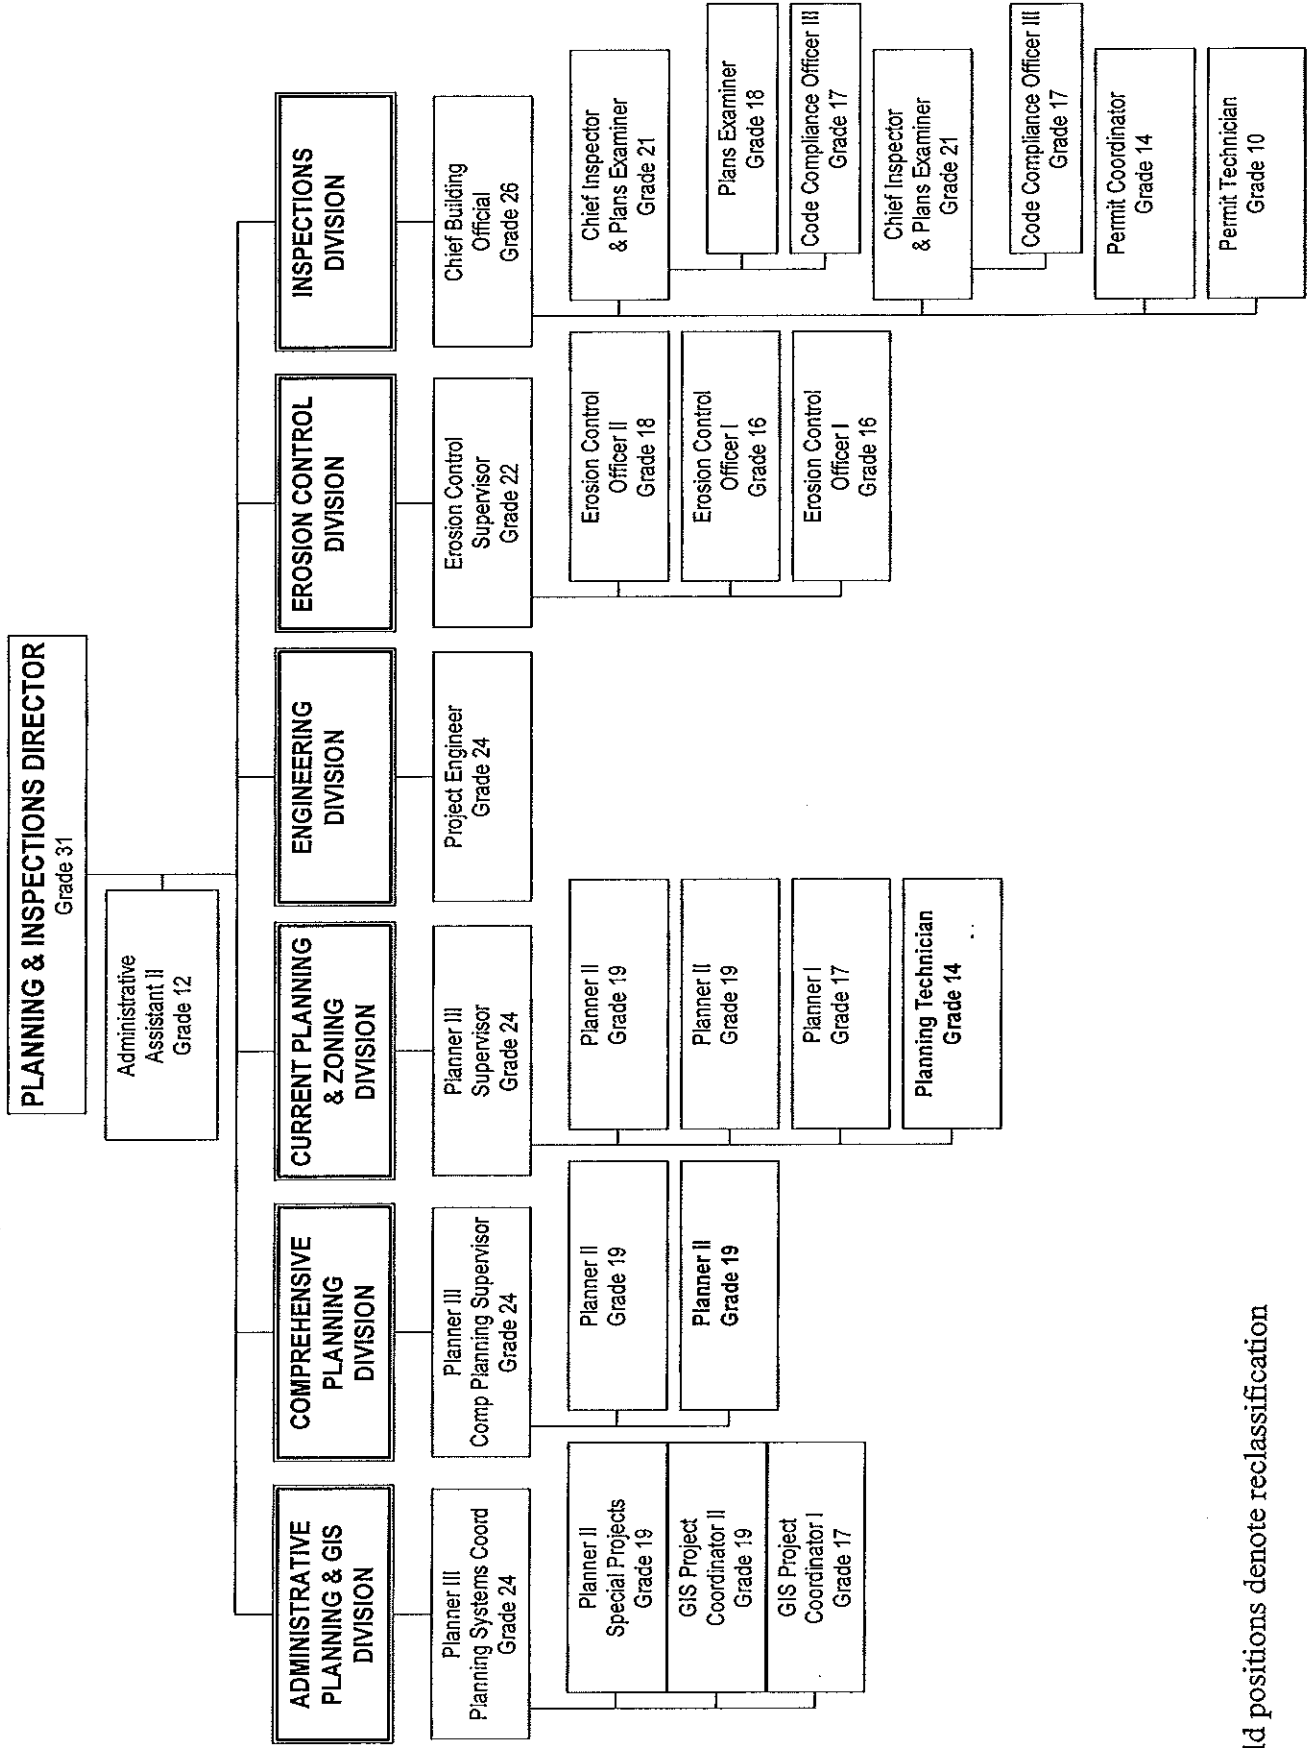 PLANNING & INSPECTIONS DIRECTOR
Grade 31
Administrative
Assistant II
Grade 12
ADMINISTRATIVE
PLANNING & GIS
DIVISION
Planner III
Planning Systems Coord
Grade 24
Planner II
Special Projects
Grade 19
GIS Project
Coordinator II
Grade 19
GIS Project
Coordinator I
Grade 17
COMPREHENSIVE
PLANNING
DIVISION
Planner III
Comp Planning Supervisor
Grade 24
Planner II
Grade 19
Planner II
Grade 19
CURRENT PLANNING
& ZONING
DIVISION
Planner III
Supervisor
Grade 24
Planner II
Grade 19
Planner II
Grade 19
Planner I
Grade 17
Planning Technician
Grade 14
ENGINEERING
DIVISION
Project Engineer
Grade 24
EROSION CONTROL
DIVISION
Erosion Control
Supervisor
Grade 22
Erosion Control
Officer II
Grade 18
Erosion Control
Officer I
Grade 16
Erosion Control
Officer I
Grade 16
INSPECTIONS
DIVISION
Chief Building
Official
Grade 26
Chief Inspector
& Plans Examiner
Grade 21
Plans Examiner
Grade 18
Code Compliance Officer III
Grade 17
Chief Inspector
& Plans Examiner
Grade 21
Code Compliance Officer III
Grade 17
Permit Coordinator
Grade 14
Permit Technician
Grade 10
ld positions denote reclassification